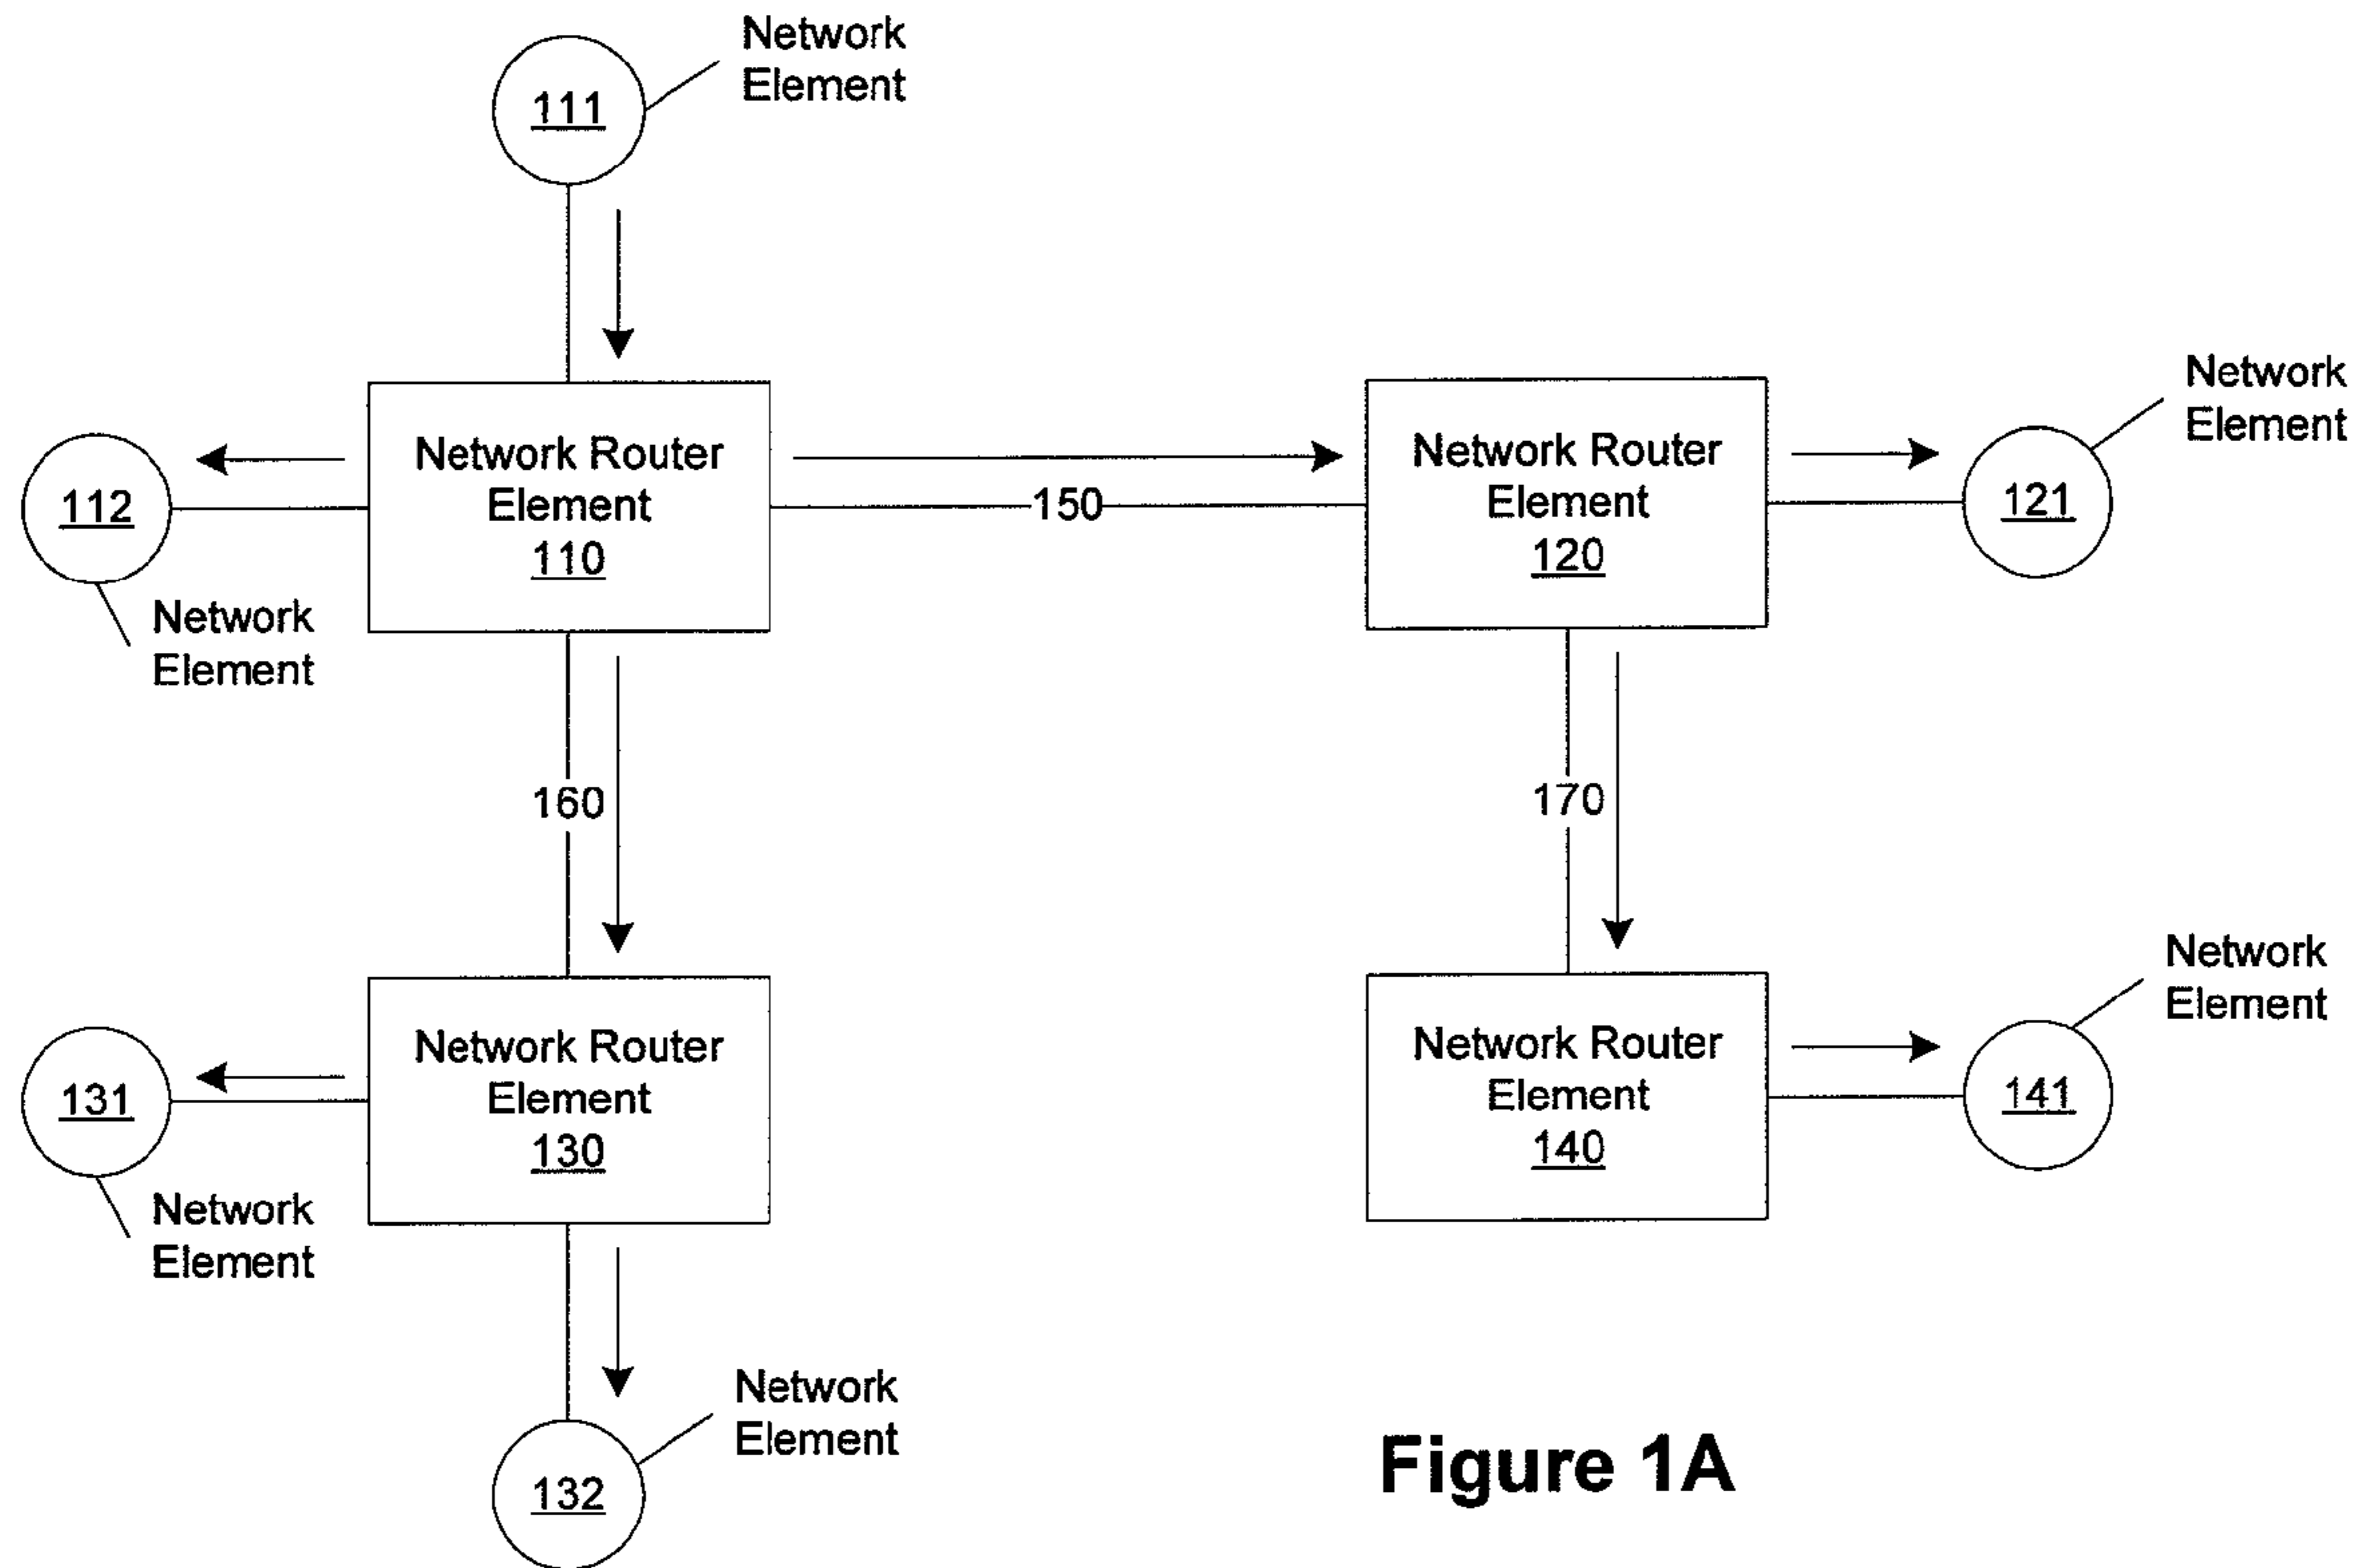 Network
Element
111
Network Router
Element
110
150
Network Router
Element
120
Network
Element
121
112
Network
Element
160
170
Network Router
Element
130
Network Router
Element
140
Network
Element
141
131
Network
Element
Network
Element
132
Figure 1A